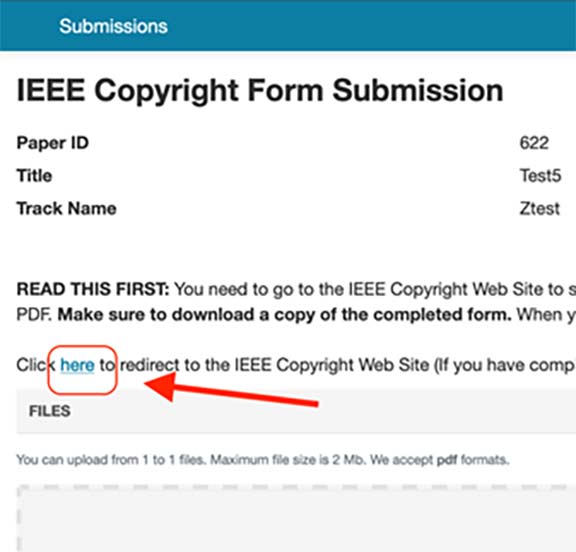 Submissions
IEEE Copyright Form Submission
Paper ID 622
Title Test5
Track Name Ztest
READ THIS FIRST: You need to go to the IEEE Copyright Web Site to s
PDF. Make sure to download a copy of the completed form. When y
Click here to redirect to the IEEE Copyright Web Site (If you have comp
FILES
You can upload from 1 to 1 files. Maximum file size is 2 Mb. We accept pdf formats.